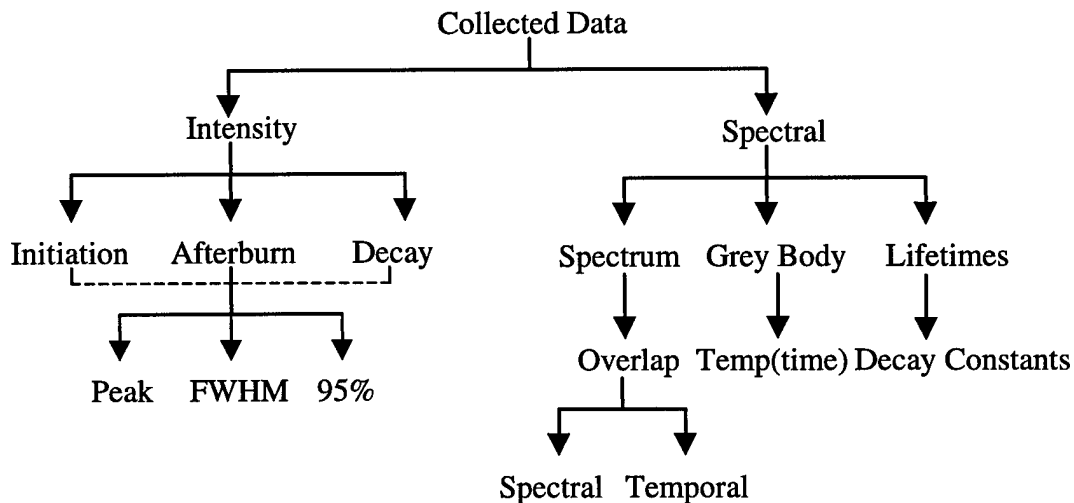 Collected Data
Intensity
Spectral
Initiation Afterburn Decay
Spectrum Grey Body Lifetimes
Overlap Temp(time) Decay Constants
Peak FWHM 95%
Spectral Temporal